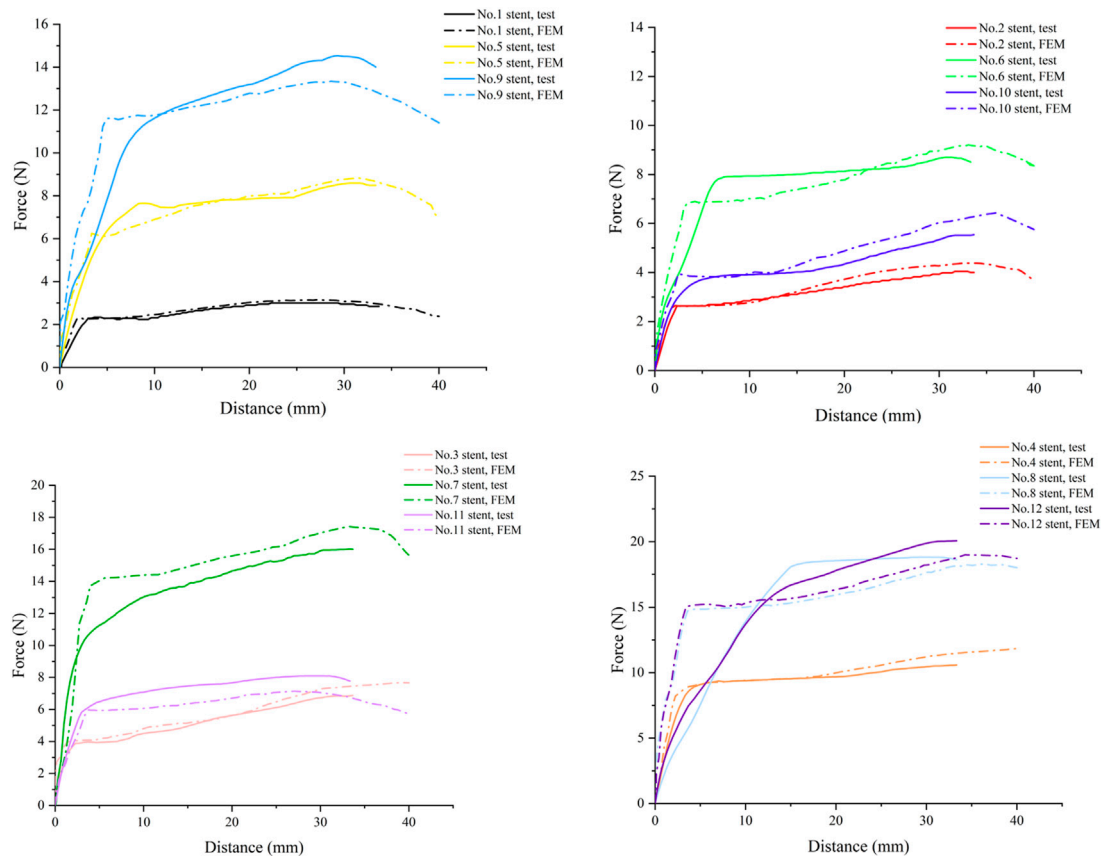 No.1 stent, test
No.1 stent, FEM
No.5 stent, test
No.5 stent, FEM
No.9 stent, test
No.9 stent, FEM
16
14
12
10
8
6
4
2
0
Force (N)
0 10 20 30 40
Distance (mm)
No.2 stent, test
No.2 stent, FEM
No.6 stent, test
No.6 stent, FEM
No.10 stent, test
No.10 stent, FEM
14
12
10
8
6
4
2
0
Force (N)
0 10 20 30 40
Distance (mm)
No.3 stent, test
No.3 stent, FEM
No.7 stent, test
No.7 stent, FEM
No.11 stent, test
No.11 stent, FEM
20
18
16
14
12
10
8
6
4
2
0
Force (N)
0 10 20 30 40
Distance (mm)
No.4 stent, test
No.4 stent, FEM
No.8 stent, test
No.8 stent, FEM
No.12 stent, test
No.12 stent, FEM
25
20
15
10
5
0
Force (N)
0 10 20 30 40
Distance (mm)